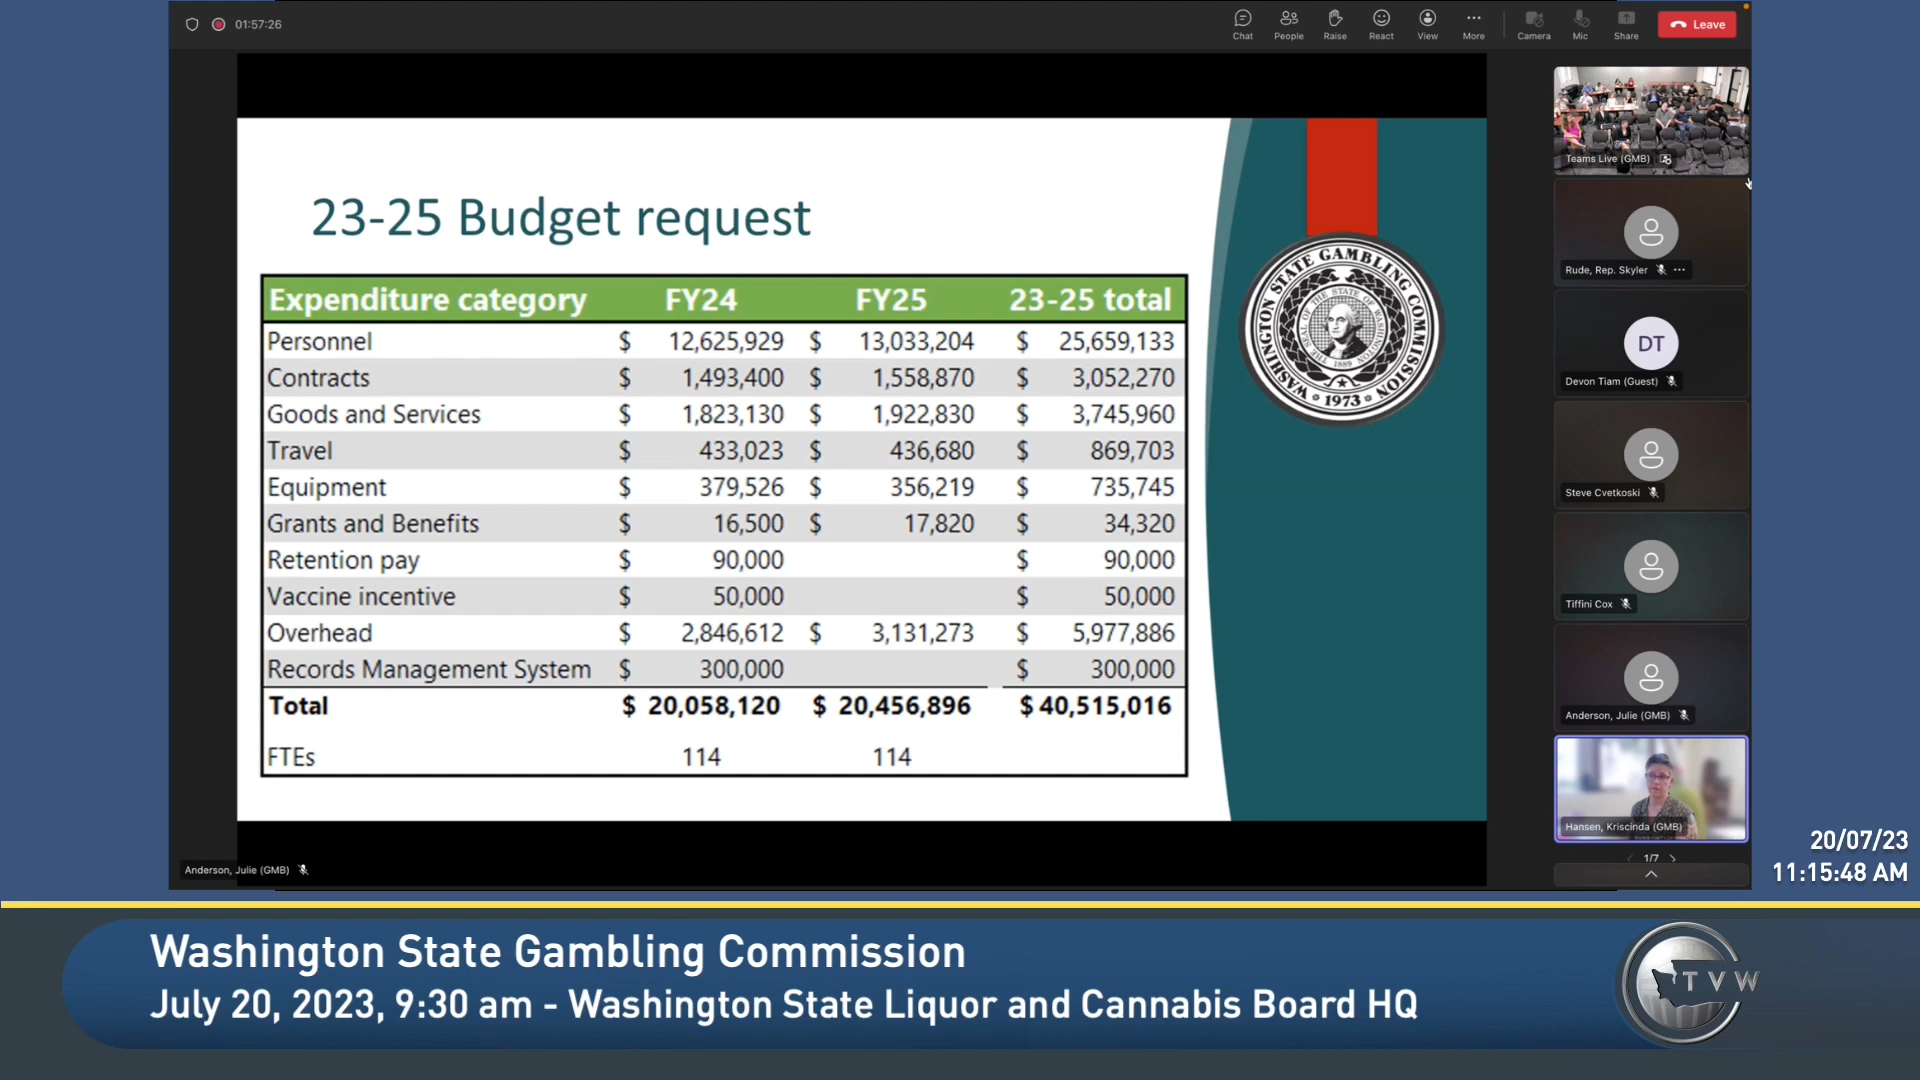 01:57:26
Chat People Raise React View More Camera Mic Share Leave
23-25 Budget request
Expenditure category FY24 FY25 23-25 total
Personnel $ 12,625,929 $ 13,033,204 $ 25,659,133
Contracts $ 1,493,400 $ 1,558,870 $ 3,052,270
Goods and Services $ 1,823,130 $ 1,922,830 $ 3,745,960
Travel $ 433,023 $ 436,680 $ 869,703
Equipment $ 379,526 $ 356,219 $ 735,745
Grants and Benefits $ 16,500 $ 17,820 $ 34,320
Retention pay $ 90,000 $ 90,000
Vaccine incentive $ 50,000 $ 50,000
Overhead $ 2,846,612 $ 3,131,273 $ 5,977,886
Records Management System $ 300,000 $ 300,000
Total $ 20,058,120 $ 20,456,896 $ 40,515,016
FTEs 114 114
WASHINGTON STATE GAMBLING COMMISSION
THE SEAL OF THE STATE OF WASHINGTON
1889
1973
Teams Live (GMB)
Rude, Rep. Skyler
DT
Devon Tiam (Guest)
Steve Cvetkoski
Tiffini Cox
Anderson, Julie (GMB)
Hansen, Kriscinda (GMB)
1/7
Anderson, Julie (GMB)
20/07/23
11:15:48 AM
Washington State Gambling Commission
July 20, 2023, 9:30 am - Washington State Liquor and Cannabis Board HQ
TVW